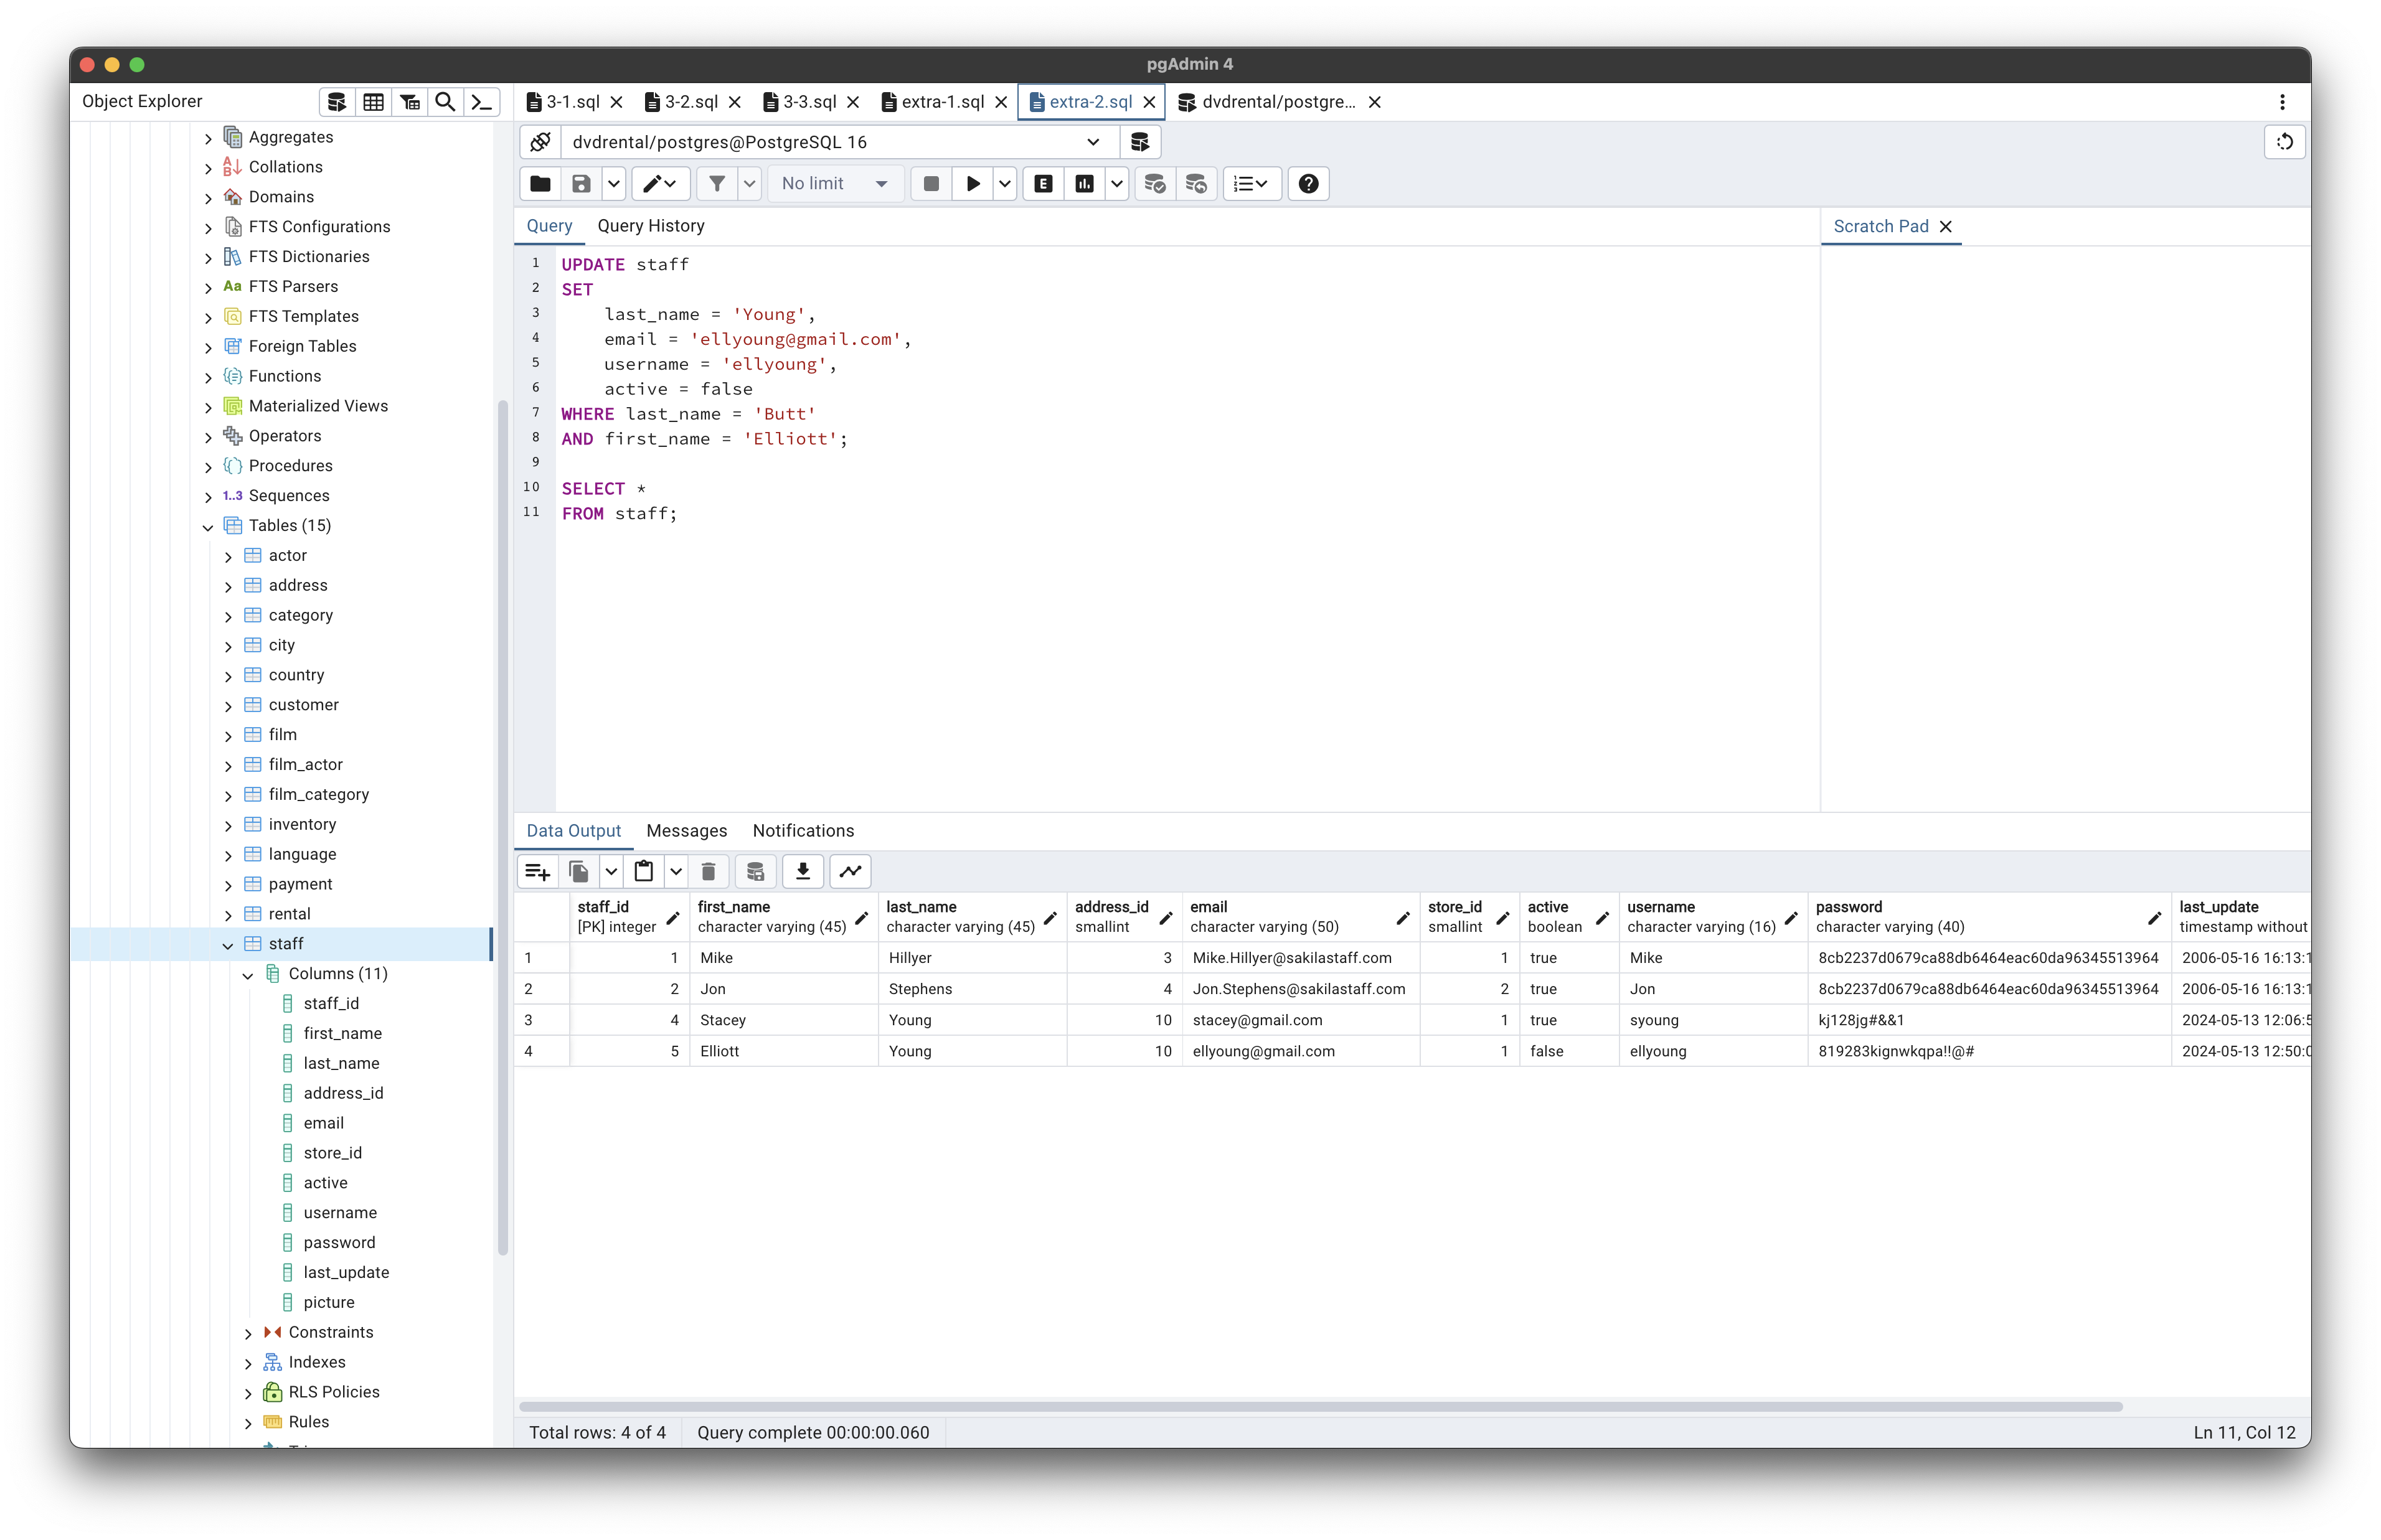 pgAdmin 4
Object Explorer
3-1.sql
3-2.sql
3-3.sql
extra-1.sql
extra-2.sql
dvdrental/postgre...
Aggregates
Collations
Domains
FTS Configurations
FTS Dictionaries
Aa FTS Parsers
FTS Templates
Foreign Tables
Functions
Materialized Views
Operators
Procedures
1..3 Sequences
Tables (15)
actor
address
category
city
country
customer
film
film_actor
film_category
inventory
language
payment
rental
staff
Columns (11)
staff_id
first_name
last_name
address_id
email
store_id
active
username
password
last_update
picture
Constraints
Indexes
RLS Policies
Rules
dvdrental/postgres@PostgreSQL 16
No limit
E
Query
Query History
Scratch Pad
1 UPDATE staff
2 SET
3 last_name = 'Young',
4 email = 'ellyoung@gmail.com',
5 username = 'ellyoung',
6 active = false
7 WHERE last_name = 'Butt'
8 AND first_name = 'Elliott';
9
10 SELECT *
11 FROM staff;
Data Output
Messages
Notifications
staff_id first_name last_name address_id email store_id active username password last_update
[PK] integer character varying (45) character varying (45) smallint character varying (50) smallint boolean character varying (16) character varying (40) timestamp without
1 1 Mike Hillyer 3 Mike.Hillyer@sakilastaff.com 1 true Mike 8cb2237d0679ca88db6464eac60da96345513964 2006-05-16 16:13:1
2 2 Jon Stephens 4 Jon.Stephens@sakilastaff.com 2 true Jon 8cb2237d0679ca88db6464eac60da96345513964 2006-05-16 16:13:1
3 4 Stacey Young 10 stacey@gmail.com 1 true syoung kj128jg#&&1 2024-05-13 12:06:5
4 5 Elliott Young 10 ellyoung@gmail.com 1 false ellyoung 819283kignwkqpa!!@# 2024-05-13 12:50:0
Total rows: 4 of 4
Query complete 00:00:00.060
Ln 11, Col 12